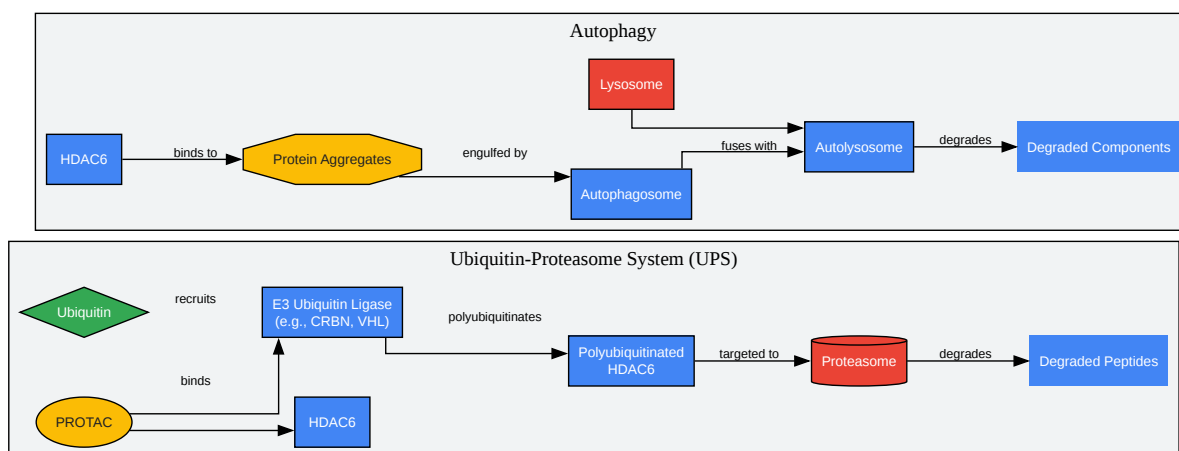 Autophagy
Lysosome
HDAC6
binds to
Protein Aggregates
engulfed by
Autophagosome
fuses with
Autolysosome
degrades
Degraded Components
Ubiquitin-Proteasome System (UPS)
Ubiquitin
recruits
E3 Ubiquitin Ligase
(e.g., CRBN, VHL)
polyubiquitinates
Polyubiquitinated
HDAC6
targeted to
Proteasome
degrades
Degraded Peptides
binds
PROTAC
HDAC6